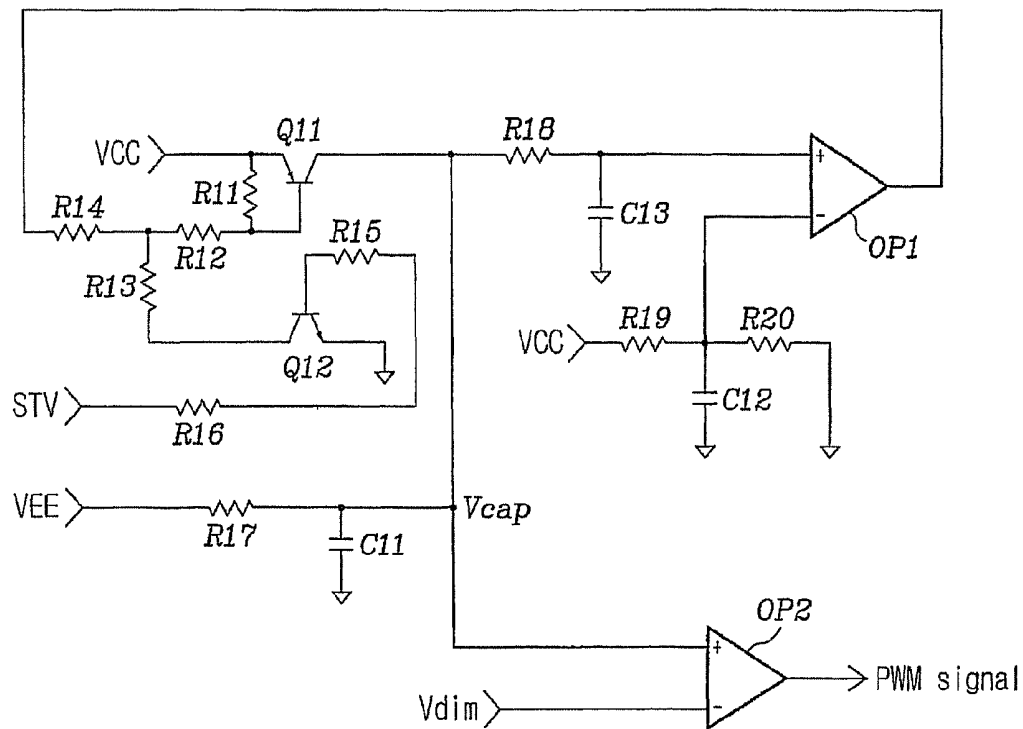 Q11
R18
VCC
R11
R14
R15
C13
OP1
R12
R13
R19
R20
VCC
Q12
C12
STV
R16
VEE
Vcap
R17
C11
OP2
PWM signal
Vdim
+
-
+
-